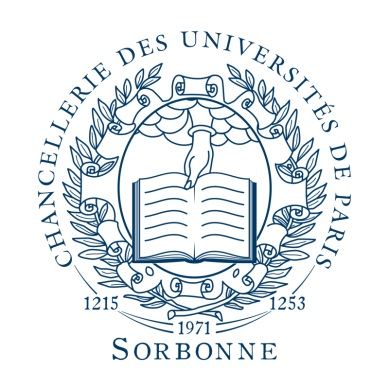 CHANCELLERIE DES UNIVERSITÉS DE PARIS
1215 1253
1971
SORBONNE